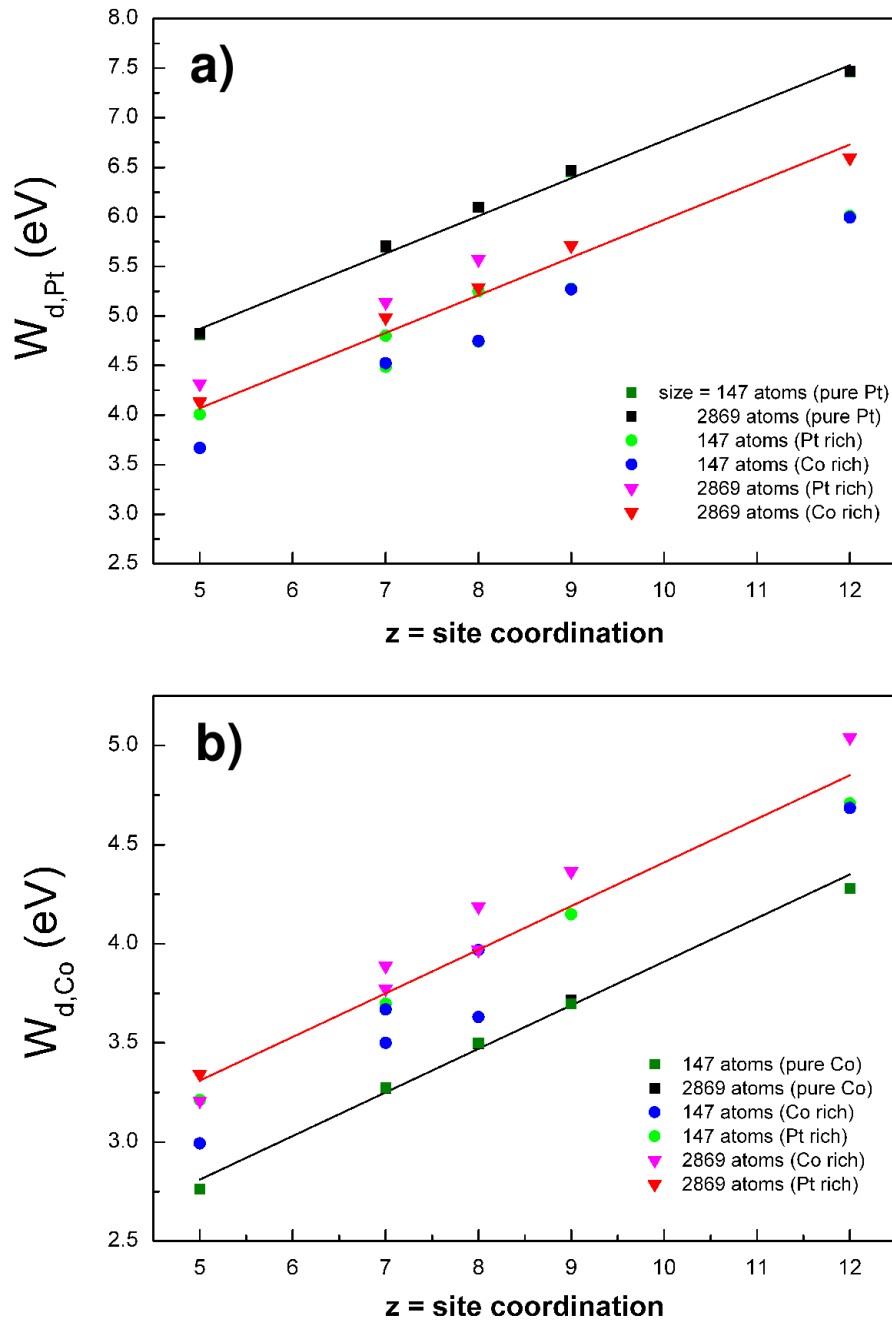 a)
8.0
7.5
7.0
6.5
6.0
5.5
5.0
4.5
4.0
3.5
3.0
2.5
W_d,Pt (eV)
size = 147 atoms (pure Pt)
2869 atoms (pure Pt)
147 atoms (Pt rich)
147 atoms (Co rich)
2869 atoms (Pt rich)
2869 atoms (Co rich)
5 6 7 8 9 10 11 12
z = site coordination
b)
5.0
4.5
4.0
3.5
3.0
2.5
W_d,Co (eV)
147 atoms (pure Co)
2869 atoms (pure Co)
147 atoms (Co rich)
147 atoms (Pt rich)
2869 atoms (Co rich)
2869 atoms (Pt rich)
5 6 7 8 9 10 11 12
z = site coordination